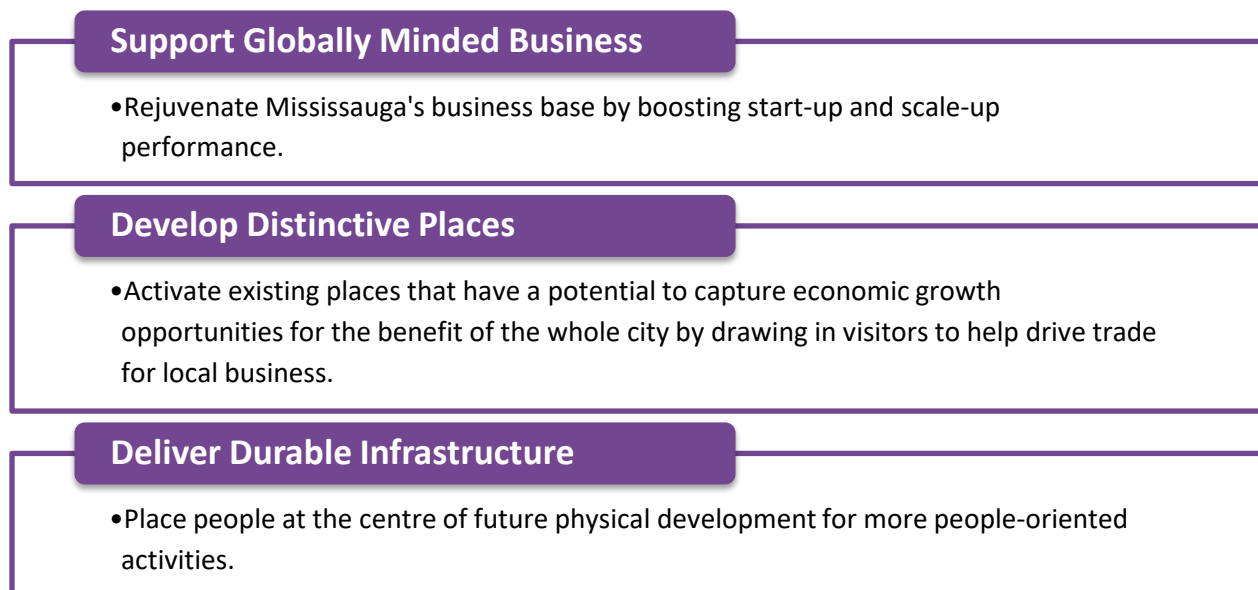 Support Globally Minded Business
•Rejuvenate Mississauga's business base by boosting start-up and scale-up
performance.
Develop Distinctive Places
•Activate existing places that have a potential to capture economic growth
opportunities for the benefit of the whole city by drawing in visitors to help drive trade
for local business.
Deliver Durable Infrastructure
•Place people at the centre of future physical development for more people-oriented
activities.